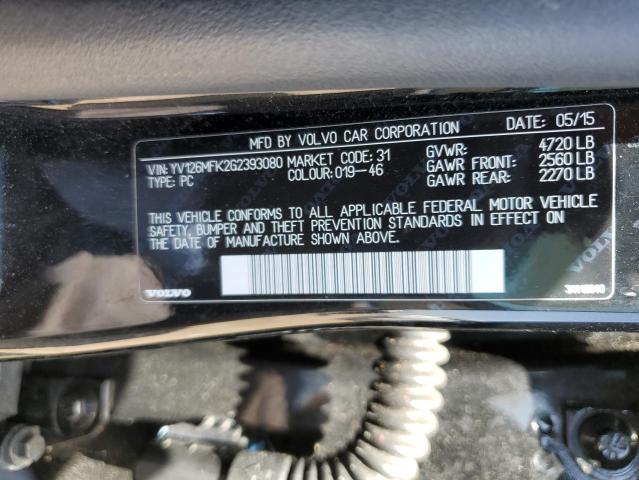 MFD BY VOLVO CAR CORPORATION DATE: 05/15
VIN: YV126MFK2G2393080 MARKET CODE: 31 GVWR: 4720 LB
TYPE: PC COLOUR: 019-46 GAWR FRONT: 2560 LB
GAWR REAR: 2270 LB
THIS VEHICLE CONFORMS TO ALL APPLICABLE FEDERAL MOTOR VEHICLE
SAFETY, BUMPER AND THEFT PREVENTION STANDARDS IN EFFECT ON
THE DATE OF MANUFACTURE SHOWN ABOVE.
VOLVO